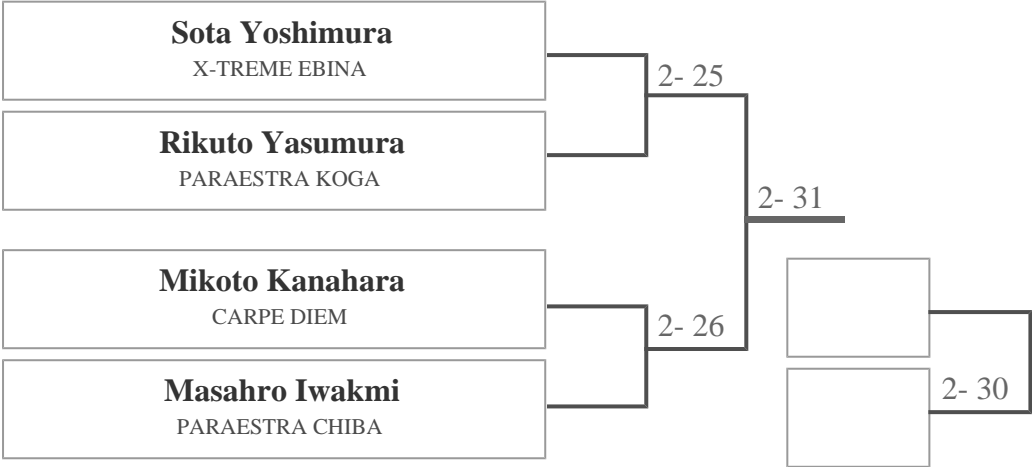 Sota Yoshimura
X-TREME EBINA
2- 25
Rikuto Yasumura
PARAESTRA KOGA
2- 31
Mikoto Kanahara
CARPE DIEM
2- 26
Masahro Iwakmi
PARAESTRA CHIBA
2- 30